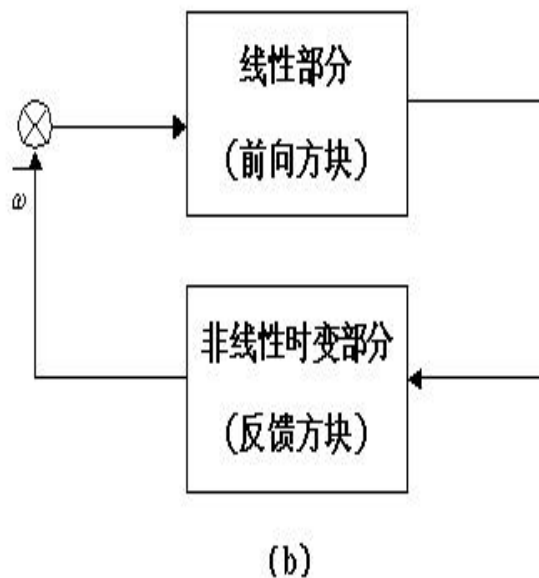 线性部分
(前向方块)
ω
非线性时变部分
(反馈方块)
(b)